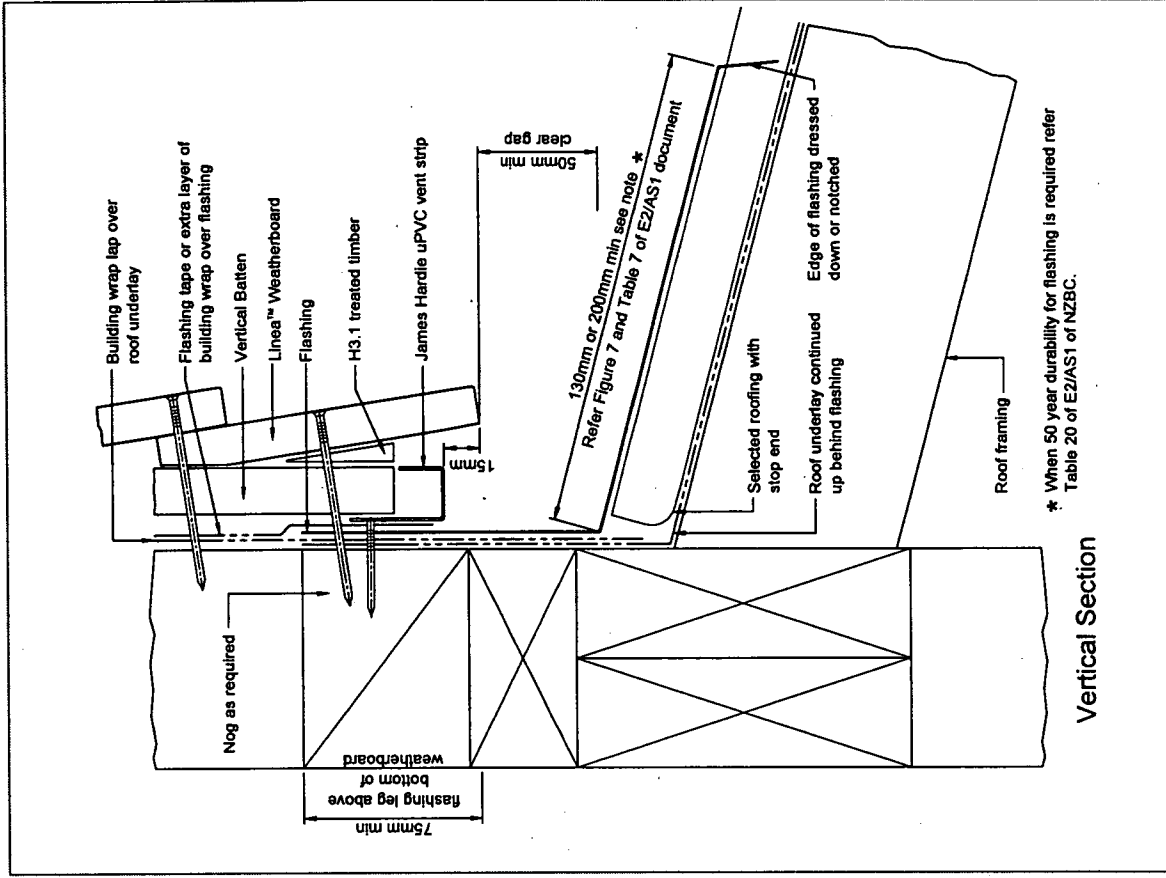 Building wrap lap over
roof underlay
Flashing tape or extra layer of
building wrap over flashing
Vertical Batten
Linea™ Weatherboard
Flashing
H3.1 treated timber
James Hardie uPVC vent strip
Nog as required
75mm min
flashing leg above
bottom of
weatherboard
15mm
50mm min
clear gap
130mm or 200mm min see note *
Refer Figure 7 and Table 7 of E2/AS1 document
Selected roofing with
stop end
Edge of flashing dressed
down or notched
Roof underlay continued
up behind flashing
Roof framing
* When 50 year durability for flashing is required refer
Table 20 of E2/AS1 of NZBC.
Vertical Section